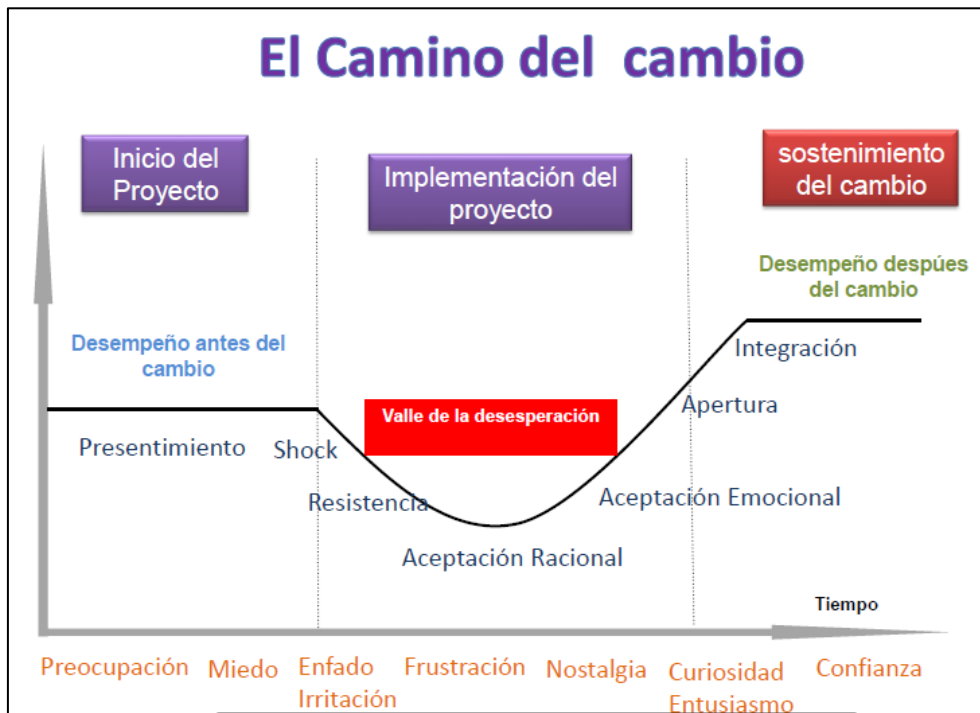 El Camino del cambio
Inicio del
Proyecto
Implementación del
proyecto
sostenimiento
del cambio
Desempeño antes del
cambio
Desempeño despúes
del cambio
Valle de la desesperación
Presentimiento
Shock
Resistencia
Aceptación Racional
Aceptación Emocional
Apertura
Integración
Tiempo
Preocupación
Miedo
Enfado
Irritación
Frustración
Nostalgia
Curiosidad
Entusiasmo
Confianza